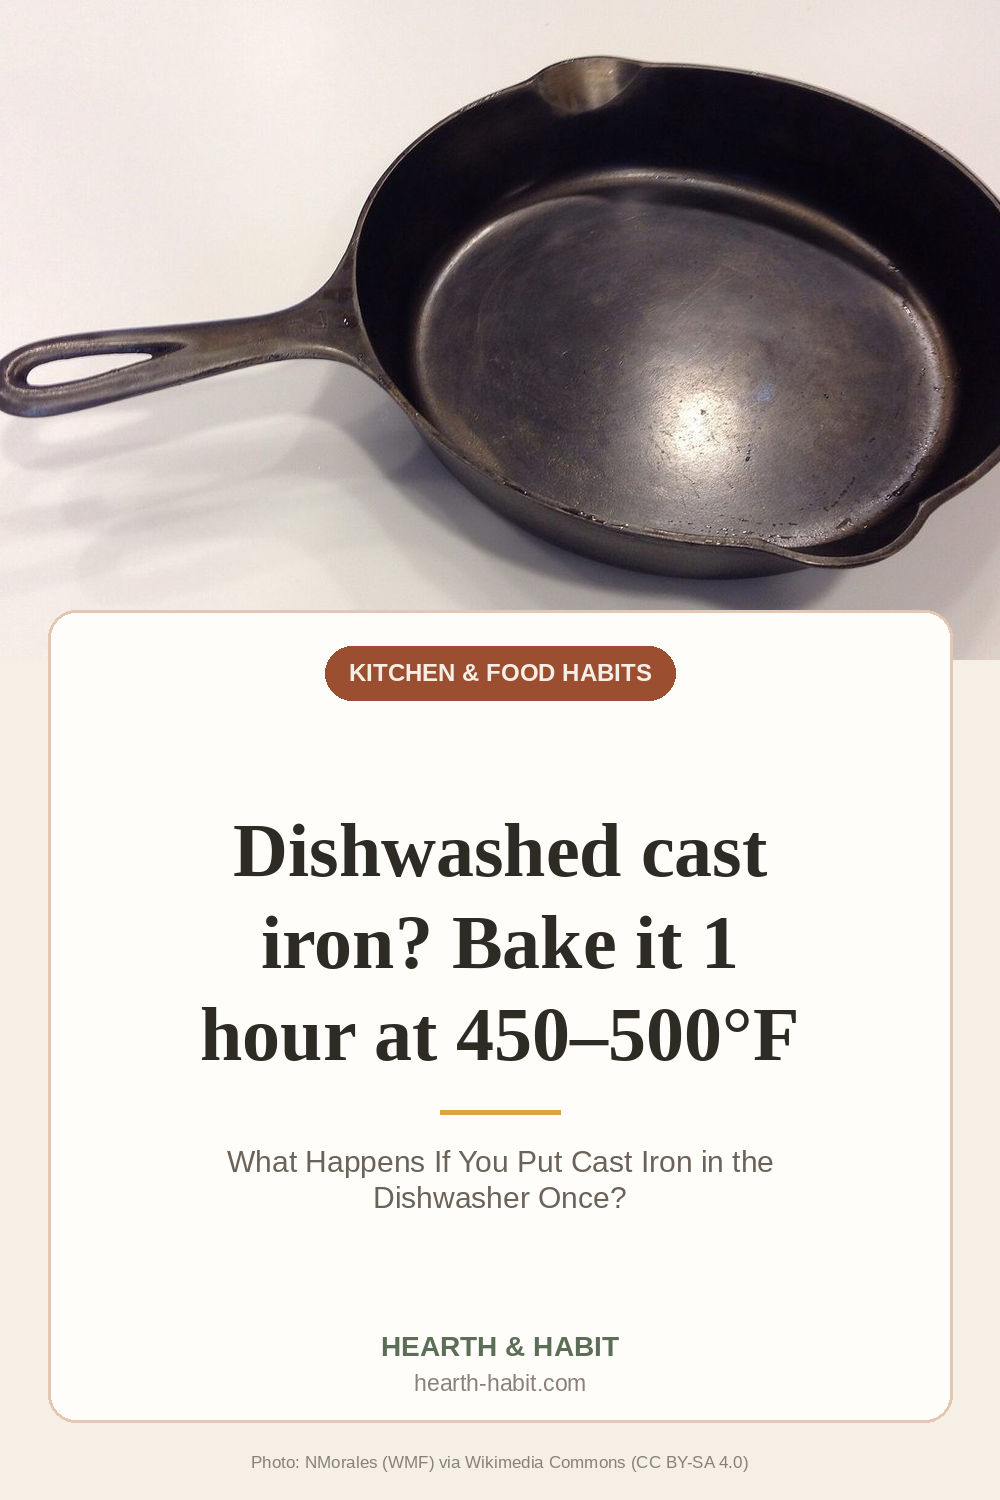 KITCHEN & FOOD HABITS
Dishwashed cast
iron? Bake it 1
hour at 450–500°F
What Happens If You Put Cast Iron in the
Dishwasher Once?
HEARTH & HABIT
hearth-habit.com
Photo: NMorales (WMF) via Wikimedia Commons (CC BY-SA 4.0)